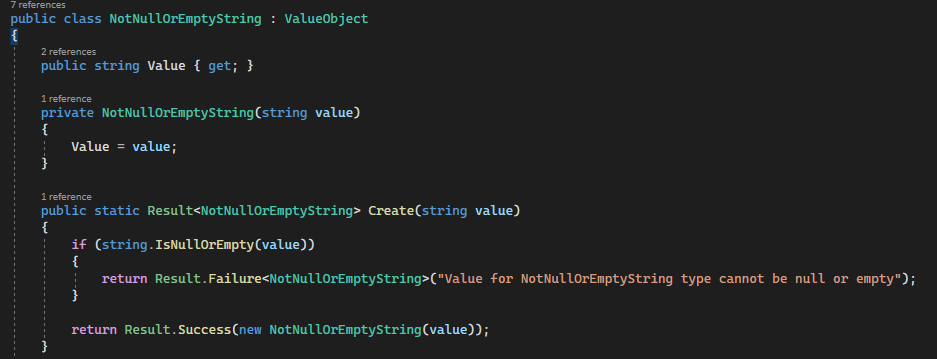 7 references
public class NotNullOrEmptyString : ValueObject
{
2 references
public string Value { get; }
1 reference
private NotNullOrEmptyString(string value)
{
Value = value;
}
1 reference
public static Result<NotNullOrEmptyString> Create(string value)
{
if (string.IsNullOrEmpty(value))
{
return Result.Failure<NotNullOrEmptyString>("Value for NotNullOrEmptyString type cannot be null or empty");
}
return Result.Success(new NotNullOrEmptyString(value));
}